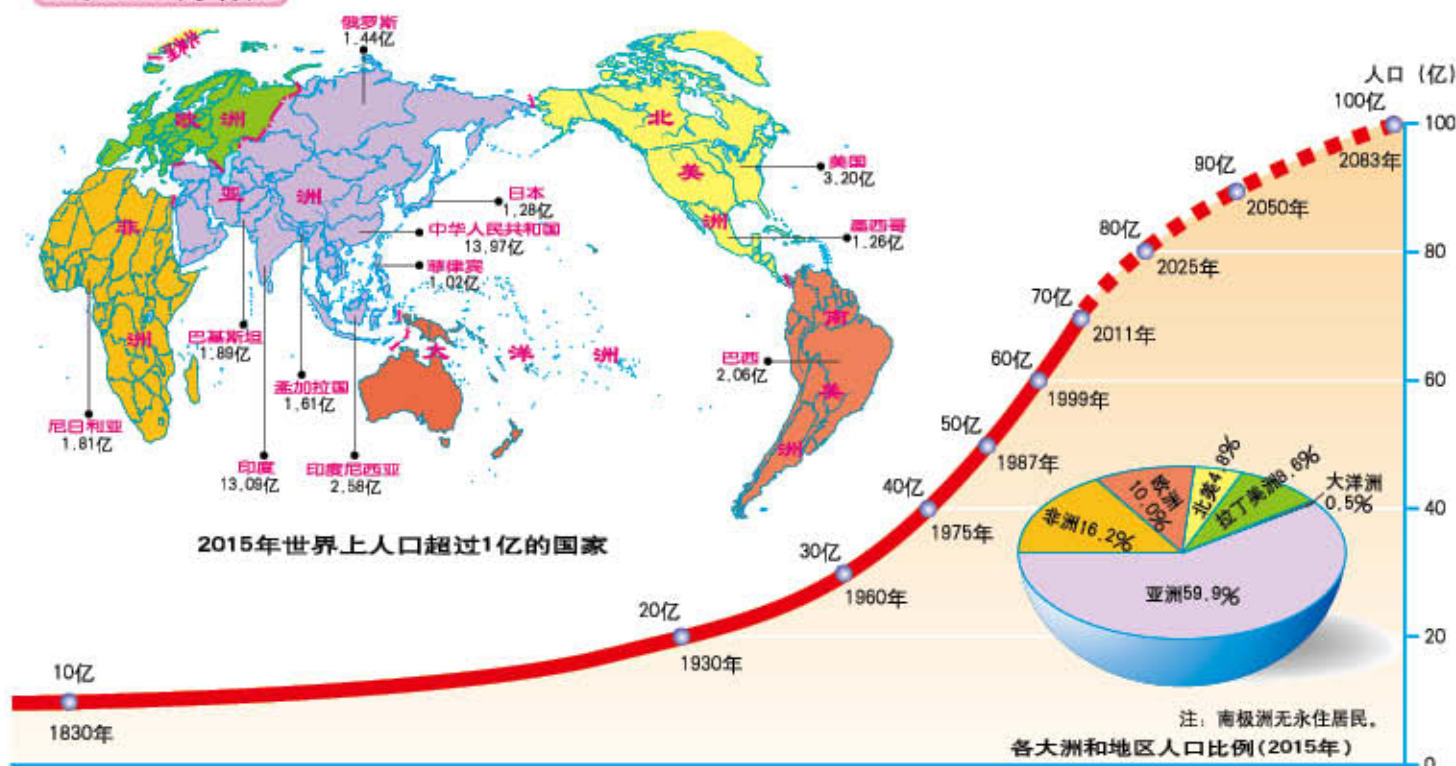 俄罗斯
1.44亿
欧 洲
亚 洲
非
洲
北
美
洲
南
美
洲
大 洋 洲
日本
1.28亿
中华人民共和国
13.97亿
菲律宾
1.02亿
巴基斯坦
1.89亿
孟加拉国
1.61亿
尼日利亚
1.81亿
印度
13.09亿
印度尼西亚
2.58亿
美国
3.20亿
墨西哥
1.26亿
巴西
2.06亿
2015年世界上人口超过1亿的国家
人口 (亿)
100
80
60
40
20
0
10亿
1830年
20亿
1930年
30亿
1960年
40亿
1975年
50亿
1987年
60亿
1999年
70亿
2011年
80亿
2025年
90亿
2050年
100亿
2083年
非洲16.2%
欧洲
10.0%
北美4.8%
拉丁美洲8.6%
大洋洲
0.5%
亚洲59.9%
注：南极洲无永住居民。
各大洲和地区人口比例(2015年)